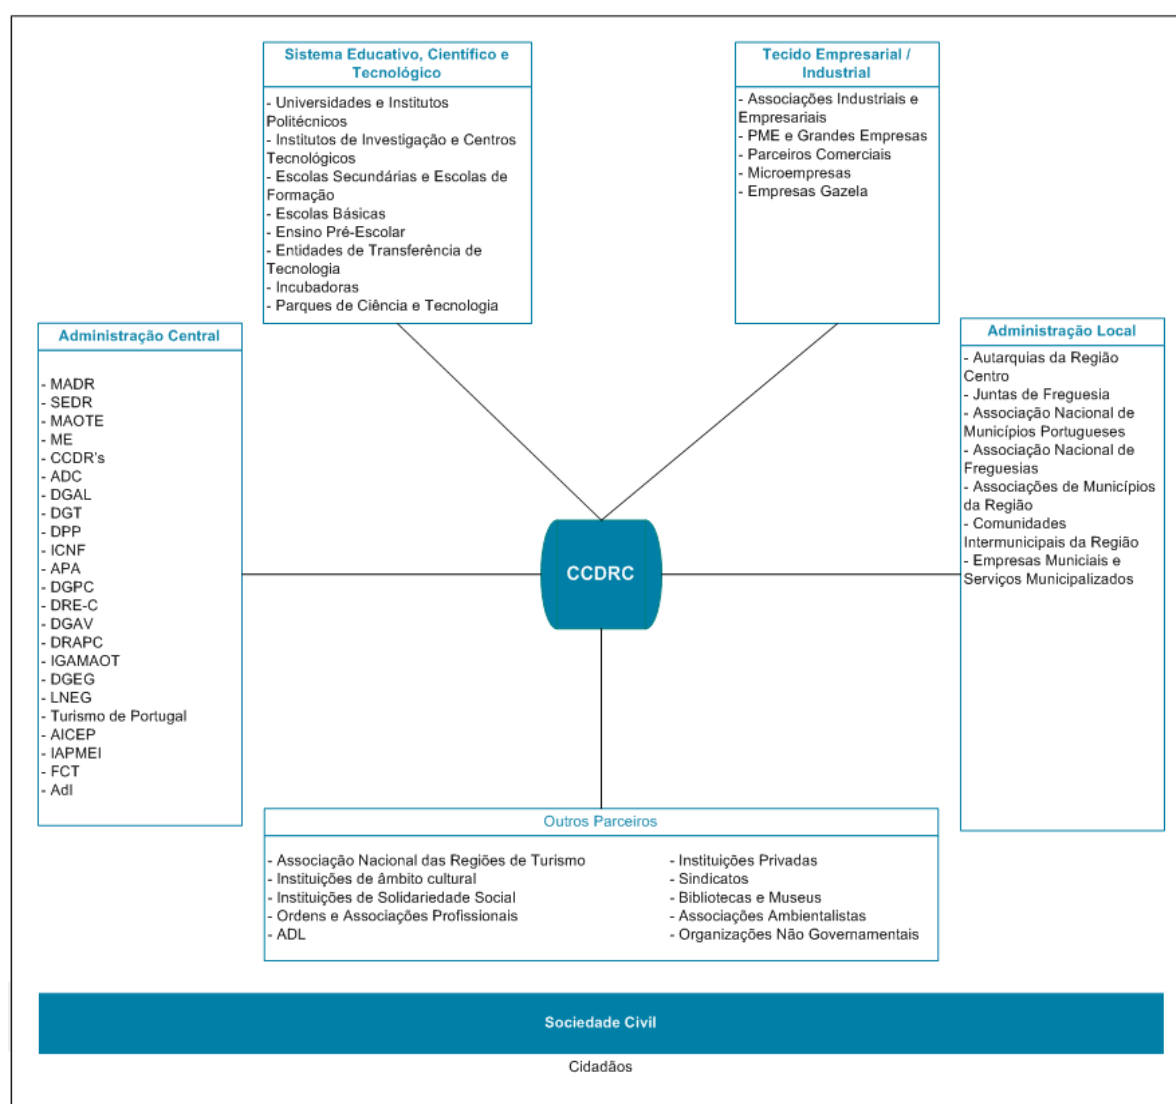 Sistema Educativo, Científico e
Tecnológico
- Universidades e Institutos
Politécnicos
- Institutos de Investigação e Centros
Tecnológicos
- Escolas Secundárias e Escolas de
Formação
- Escolas Básicas
- Ensino Pré-Escolar
- Entidades de Transferência de
Tecnologia
- Incubadoras
- Parques de Ciência e Tecnologia
Tecido Empresarial /
Industrial
- Associações Industriais e
Empresariais
- PME e Grandes Empresas
- Parceiros Comerciais
- Microempresas
- Empresas Gazela
Administração Central
- MADR
- SEDR
- MAOTE
- ME
- CCDR's
- ADC
- DGAL
- DGT
- DPP
- ICNF
- APA
- DGPC
- DRE-C
- DGAV
- DRAPC
- IGAMAOT
- DGEG
- LNEG
- Turismo de Portugal
- AICEP
- IAPMEI
- FCT
- AdI
CCDRC
Administração Local
- Autarquias da Região
Centro
- Juntas de Freguesia
- Associação Nacional de
Municípios Portugueses
- Associação Nacional de
Freguesias
- Associações de Municípios
da Região
- Comunidades
Intermunicipais da Região
- Empresas Municiais e
Serviços Municipalizados
Outros Parceiros
- Associação Nacional das Regiões de Turismo
- Instituições de âmbito cultural
- Instituições de Solidariedade Social
- Ordens e Associações Profissionais
- ADL
- Instituições Privadas
- Sindicatos
- Bibliotecas e Museus
- Associações Ambientalistas
- Organizações Não Governamentais
Sociedade Civil
Cidadãos